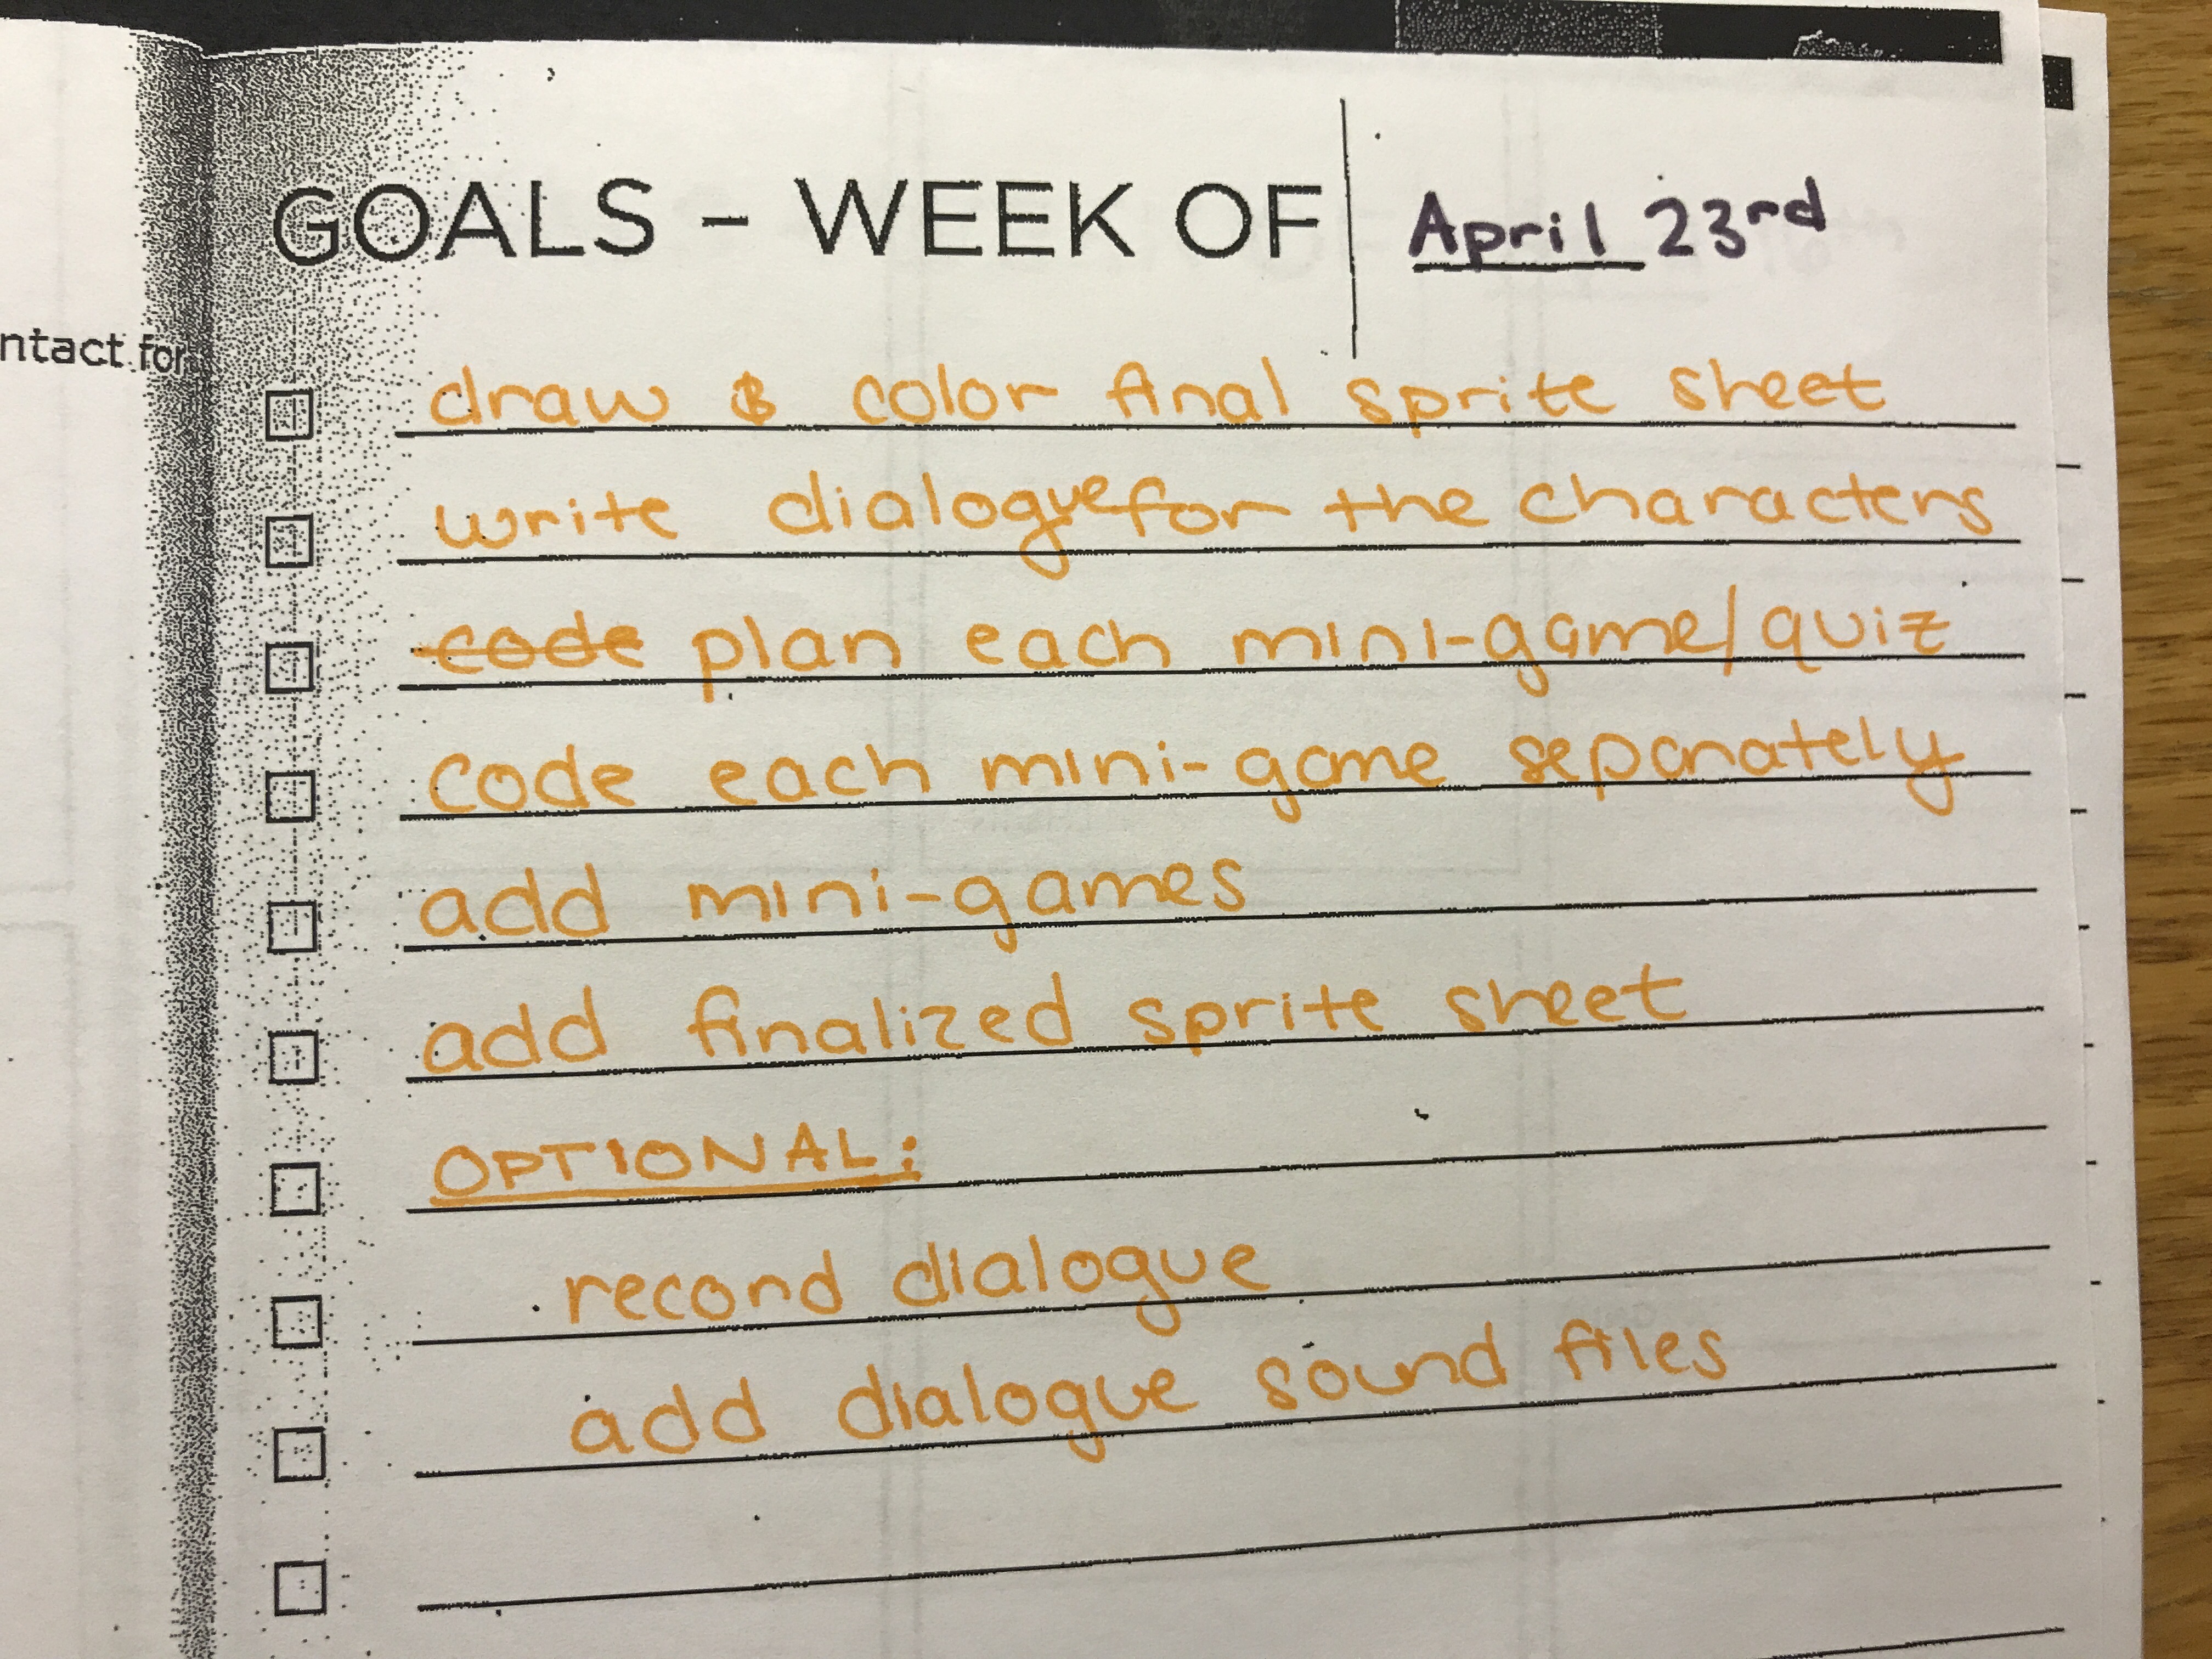 GOALS - WEEK OF April 23rd
ntact for
draw & color final sprite sheet
write dialogue for the characters
code plan each mini-game/quiz
code each mini-game separately
add mini-games
add finalized sprite sheet
OPTIONAL:
record dialogue
add dialogue sound files